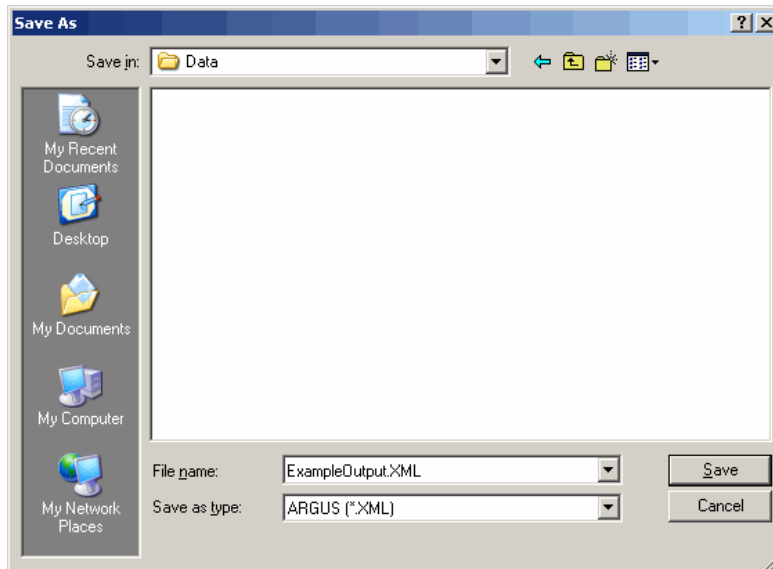 Save As
Save in: Data
My Recent
Documents
Desktop
My Documents
My Computer
My Network
Places
File name: ExampleOutput.XML Save
Save as type: ARGUS (*.XML) Cancel